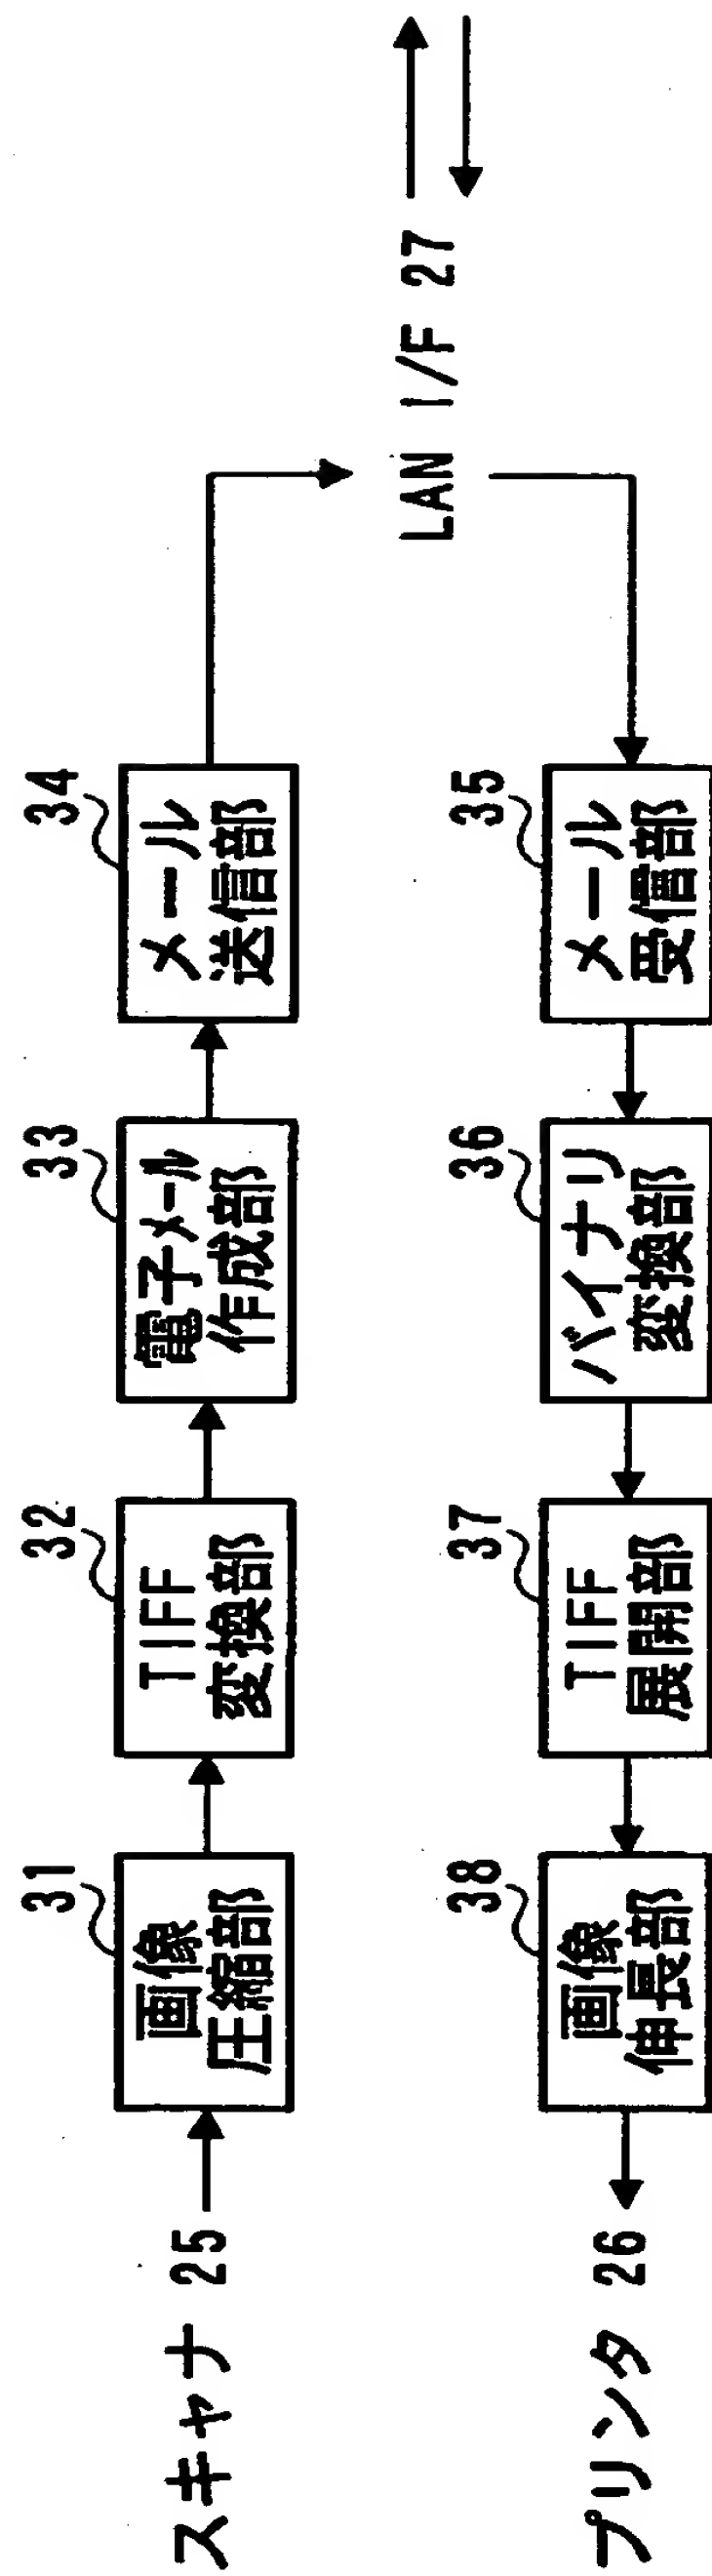 スキャナ 25
31
画像
圧縮部
32
TIFF
変換部
33
電子メール
作成部
34
メール
送信部
LAN I/F 27
プリンタ 26
38
画像
伸長部
37
TIFF
展開部
36
バイナリ
変換部
35
メール
受信部